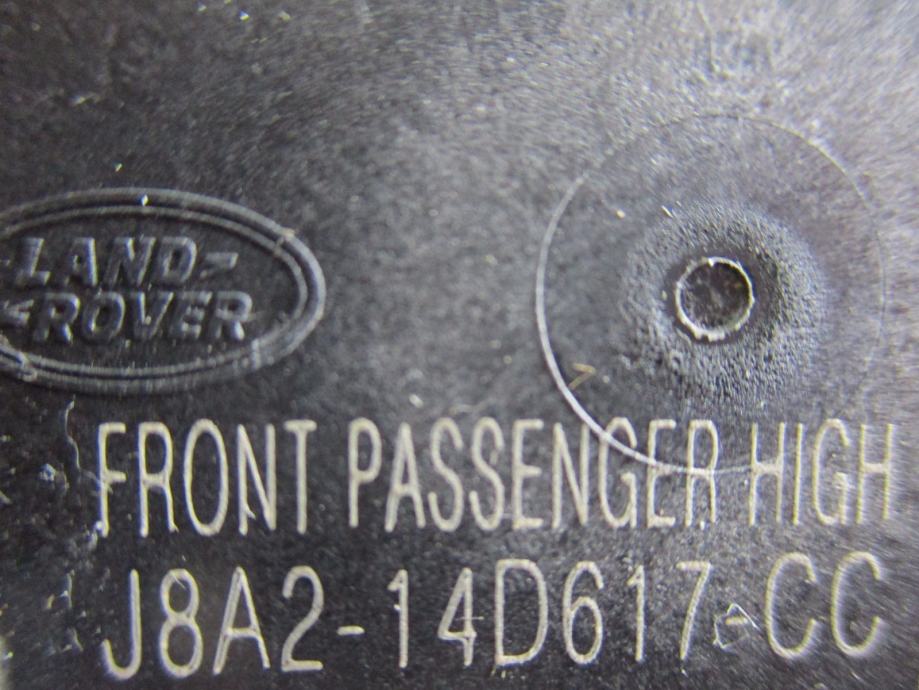 LAND
ROVER
FRONT PASSENGER HIGH
J8A2-14D617-CC